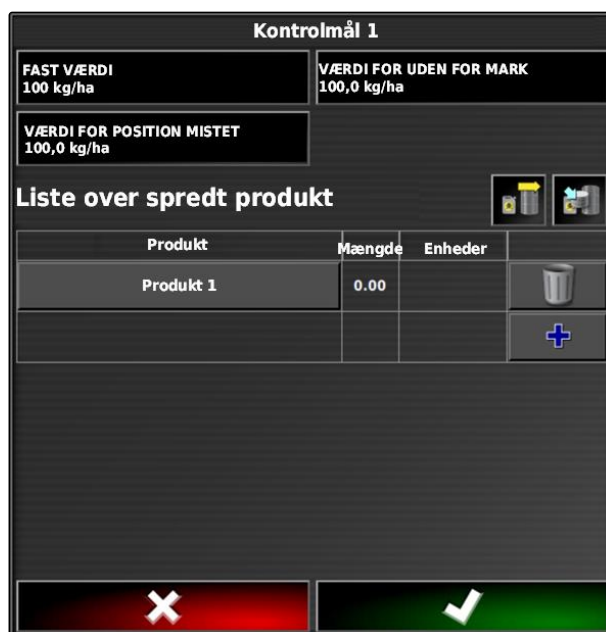 Kontrolmål 1
FAST VÆRDI
100 kg/ha
VÆRDI FOR UDEN FOR MARK
100,0 kg/ha
VÆRDI FOR POSITION MISTET
100,0 kg/ha
Liste over spredt produkt
Produkt Mængde Enheder
Produkt 1 0.00